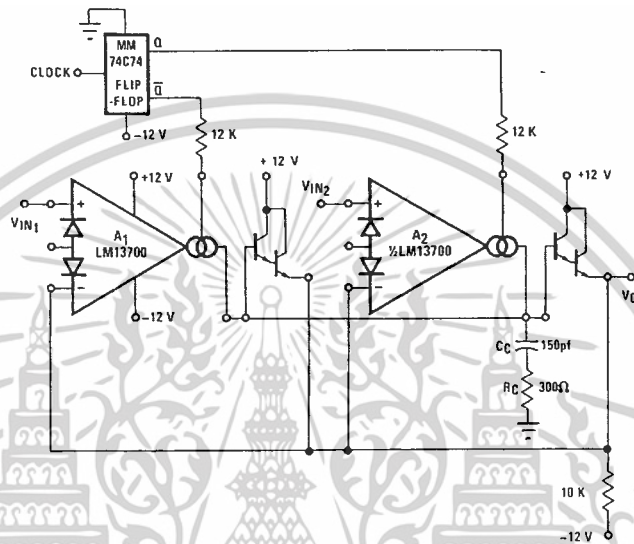 MM
74C74
FLIP
-FLOP
CLOCK
Q
Q̅
-12 V
12 K
12 K
+12 V
+ 12 V
+12 V
VIN1
VIN2
+
+
A1
LM13700
A2
½LM13700
−
−
-12 V
CC
150pf
RC
300Ω
10 K
-12 V